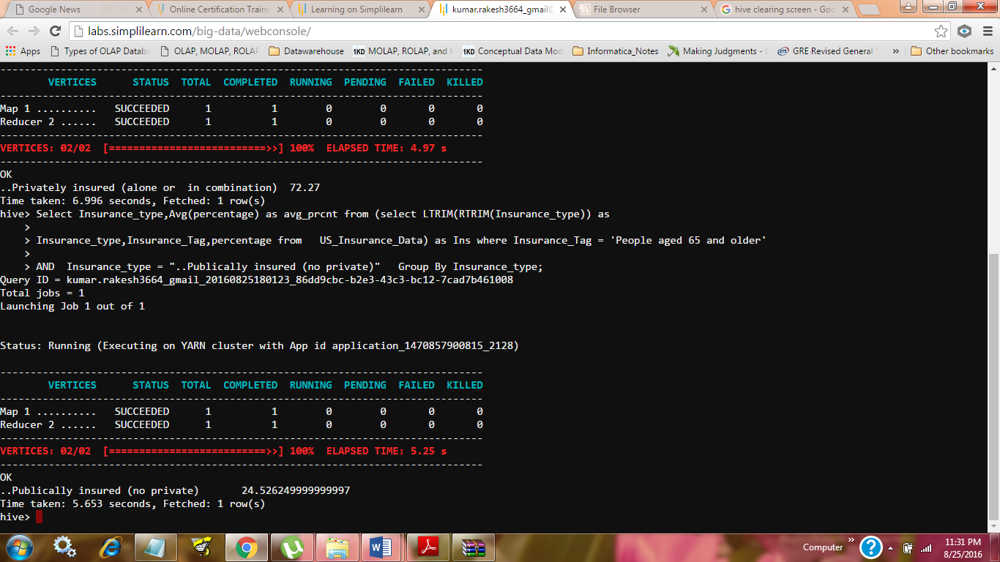 Google News
Online Certification Traini
Learning on Simplilearn
kumar.rakesh3664_gmail@
File Browser
hive clearing screen - Goo
labs.simplilearn.com/big-data/webconsole/
Apps Types of OLAP Datab OLAP, MOLAP, ROLAP Datawarehouse 1KD MOLAP, ROLAP, and 1KD Conceptual Data Mod Informatica_Notes Making Judgments - ETS GRE Revised General » Other bookmarks
--------------------------------------------------------------------------------
VERTICES STATUS TOTAL COMPLETED RUNNING PENDING FAILED KILLED
--------------------------------------------------------------------------------
Map 1 .......... SUCCEEDED 1 1 0 0 0 0
Reducer 2 ...... SUCCEEDED 1 1 0 0 0 0
--------------------------------------------------------------------------------
VERTICES: 02/02 [==========================>>] 100% ELAPSED TIME: 4.97 s
--------------------------------------------------------------------------------
OK
..Privately insured (alone or  in combination) 72.27
Time taken: 6.996 seconds, Fetched: 1 row(s)
hive> Select Insurance_type,Avg(percentage) as avg_prcnt from (select LTRIM(RTRIM(Insurance_type)) as
>
> Insurance_type,Insurance_Tag,percentage from   US_Insurance_Data) as Ins where Insurance_Tag = 'People aged 65 and older'
>
> AND  Insurance_type = "..Publically insured (no private)"   Group By Insurance_type;
Query ID = kumar.rakesh3664_gmail_20160825180123_86dd9cbc-b2e3-43c3-bc12-7cad7b461008
Total jobs = 1
Launching Job 1 out of 1
Status: Running (Executing on YARN cluster with App id application_1470857900815_2128)
--------------------------------------------------------------------------------
VERTICES STATUS TOTAL COMPLETED RUNNING PENDING FAILED KILLED
--------------------------------------------------------------------------------
Map 1 .......... SUCCEEDED 1 1 0 0 0 0
Reducer 2 ...... SUCCEEDED 1 1 0 0 0 0
--------------------------------------------------------------------------------
VERTICES: 02/02 [==========================>>] 100% ELAPSED TIME: 5.25 s
--------------------------------------------------------------------------------
OK
..Publically insured (no private) 24.526249999999997
Time taken: 5.653 seconds, Fetched: 1 row(s)
hive>
Computer »
11:31 PM
8/25/2016